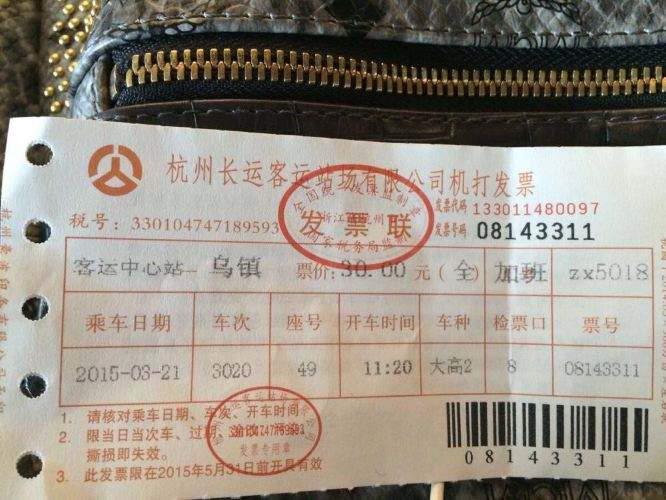 杭州长运客运站场有限公司机打发票
发票代码 133011480097
税号：330104747189593
发票联
发票号码 08143311
客运中心站—乌镇 票价:30.00 元(全 加班 zx5018
乘车日期 车次 座号 开车时间 车种 检票口 票号
2015-03-21 3020 49 11:20 大高2 8 08143311
1. 请核对乘车日期、车次、开车时间
2. 限当日当次车、过期
撕损即失效。
发票专用章
3. 此发票限在2015年5月31日前开具有效
08143311